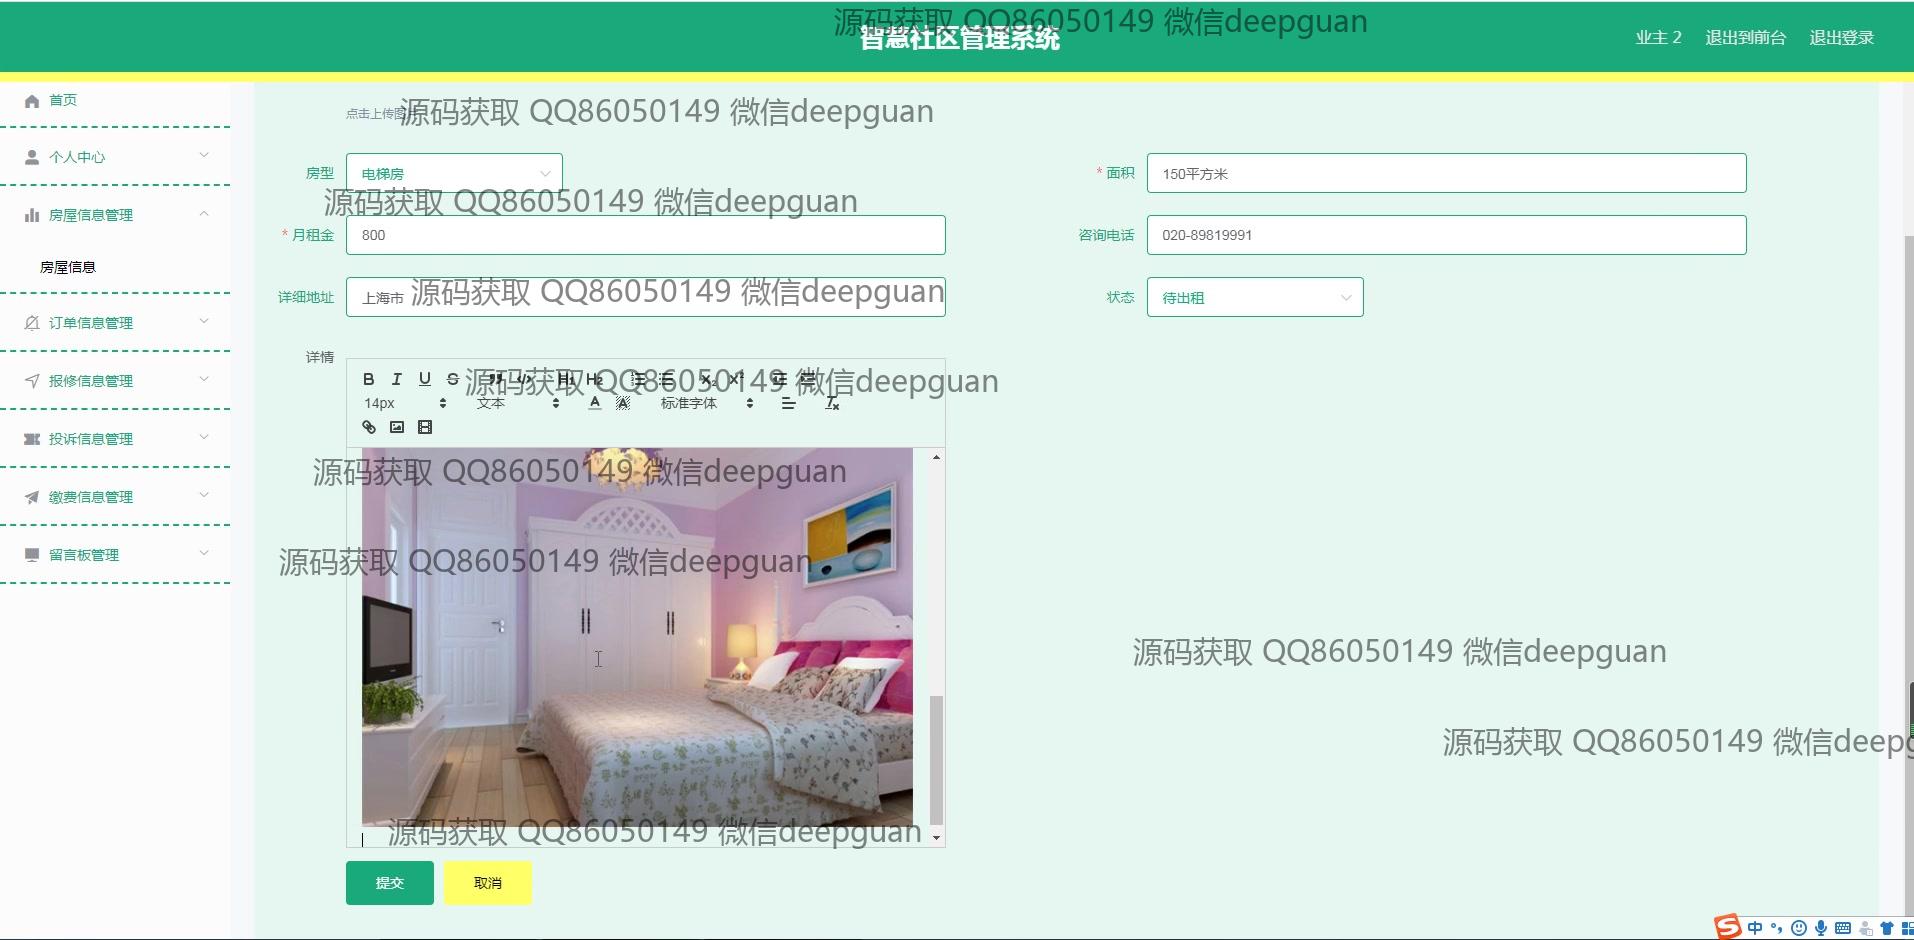 源码获取 QQ86050149 微信deepguan
智慧社区管理系统
业主 2 退出到前台 退出登录
首页
点击上传图片
源码获取 QQ86050149 微信deepguan
个人中心
房型 电梯房
* 面积 150平方米
源码获取 QQ86050149 微信deepguan
房屋信息管理
* 月租金 800
咨询电话 020-89819991
房屋信息
详细地址 上海市
源码获取 QQ86050149 微信deepguan
状态 待出租
订单信息管理
详情
报修信息管理
B I U S H1 H2 X₂ X²
源码获取 QQ86050149 微信deepguan
14px 文本 A A 标准字体 Tx
投诉信息管理
源码获取 QQ86050149 微信deepguan
缴费信息管理
留言板管理
源码获取 QQ86050149 微信deepguan
源码获取 QQ86050149 微信deepguan
源码获取 QQ86050149 微信deepg
源码获取 QQ86050149 微信deepguan
提交 取消
S 中